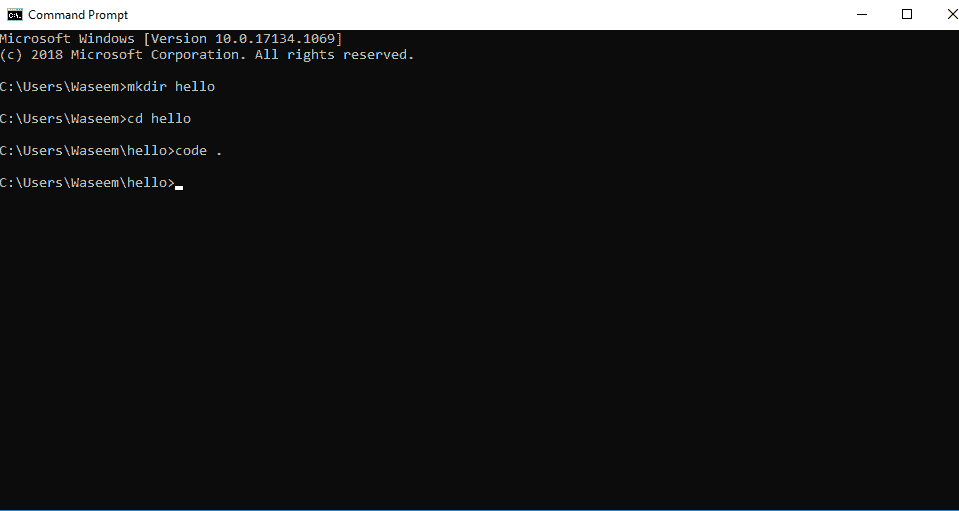 Command Prompt
Microsoft Windows [Version 10.0.17134.1069]
(c) 2018 Microsoft Corporation. All rights reserved.
C:\Users\Waseem>mkdir hello
C:\Users\Waseem>cd hello
C:\Users\Waseem\hello>code .
C:\Users\Waseem\hello>